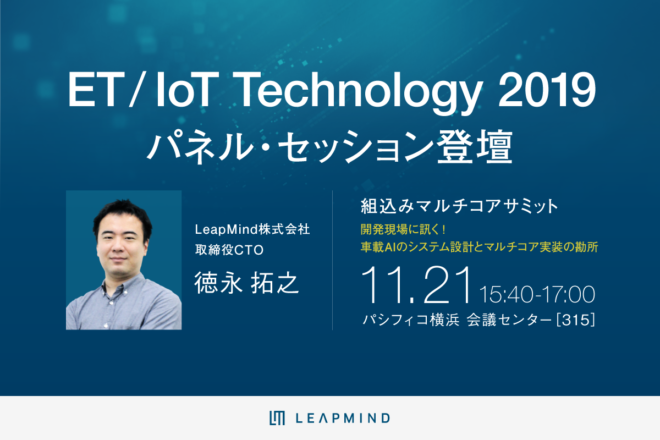 ET/IoT Technology 2019
パネル・セッション登壇
LeapMind株式会社
取締役CTO
徳永 拓之
組込みマルチコアサミット
開発現場に訊く！
車載AIのシステム設計とマルチコア実装の勘所
11.21 15:40-17:00
パシフィコ横浜 会議センター［315］
LM LEAPMIND